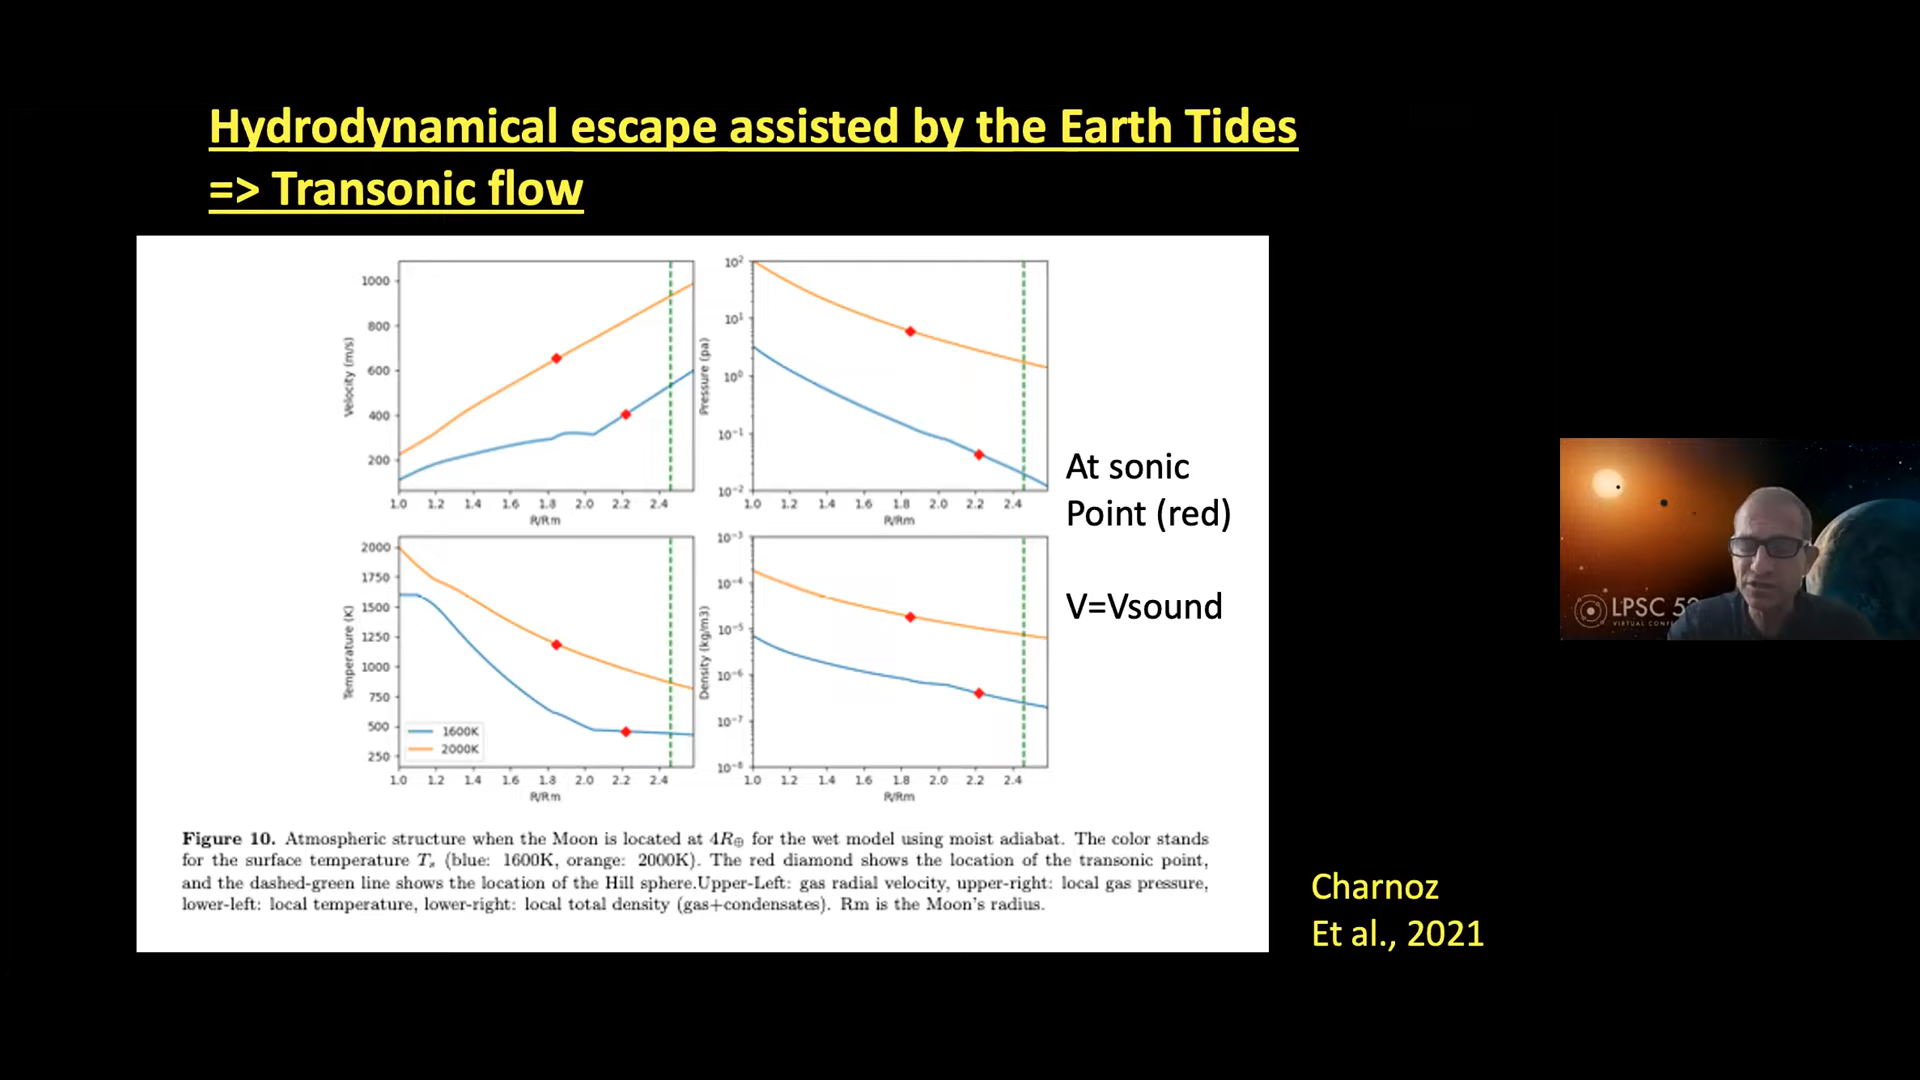 Hydrodynamical escape assisted by the Earth Tides
=> Transonic flow
1000
800
600
400
200
Velocity (m/s)
1.0 1.2 1.4 1.6 1.8 2.0 2.2 2.4
R/Rm
10²
10¹
10⁰
10⁻¹
10⁻²
Pressure (pa)
1.0 1.2 1.4 1.6 1.8 2.0 2.2 2.4
R/Rm
2000
1750
1500
1250
1000
750
500
250
Temperature (K)
1600K
2000K
1.0 1.2 1.4 1.6 1.8 2.0 2.2 2.4
R/Rm
10⁻³
10⁻⁴
10⁻⁵
10⁻⁶
10⁻⁷
10⁻⁸
Density (kg/m3)
1.0 1.2 1.4 1.6 1.8 2.0 2.2 2.4
R/Rm
At sonic
Point (red)
V=Vsound
Figure 10. Atmospheric structure when the Moon is located at 4R⊕ for the wet model using moist adiabat. The color stands
for the surface temperature Tₛ (blue: 1600K, orange: 2000K). The red diamond shows the location of the transonic point,
and the dashed-green line shows the location of the Hill sphere.Upper-Left: gas radial velocity, upper-right: local gas pressure,
lower-left: local temperature, lower-right: local total density (gas+condensates). Rm is the Moon's radius.
Charnoz
Et al., 2021
LPSC 5
VIRTUAL